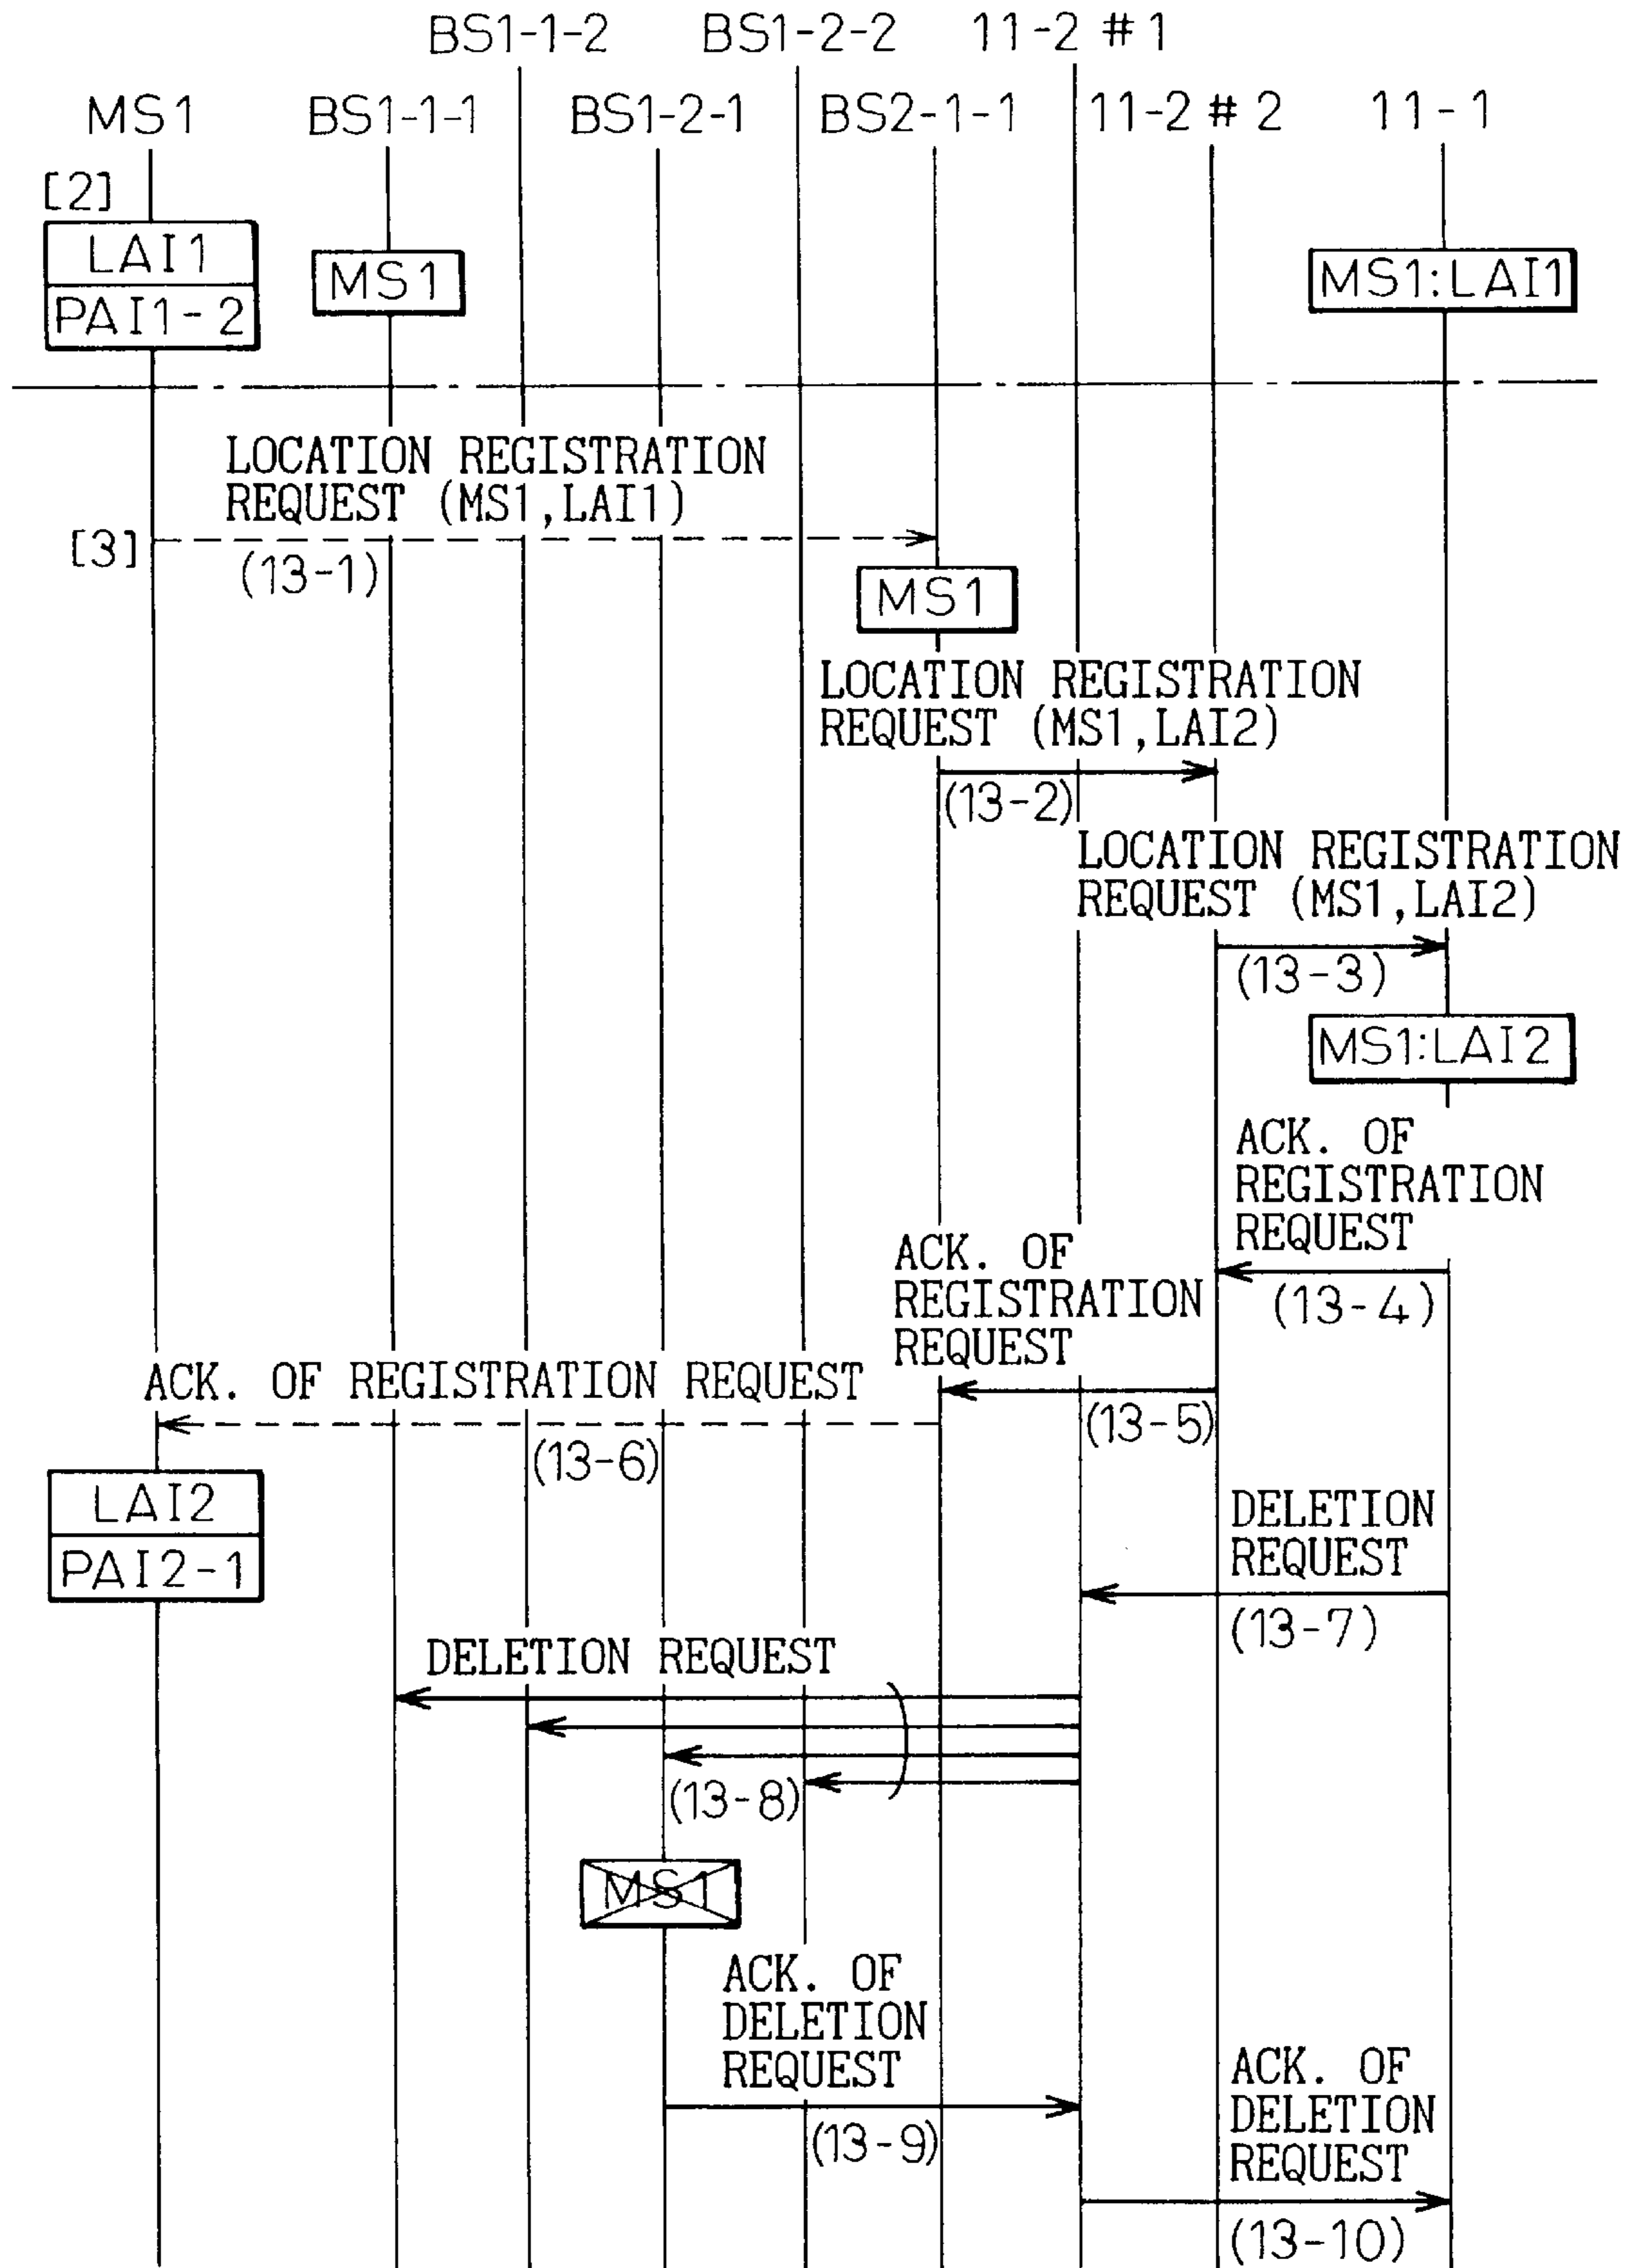 BS1-1-2 BS1-2-2 11-2 #1
MS1 BS1-1-1 BS1-2-1 BS2-1-1 11-2 #2 11-1
[2]
LAI1
PAI1-2
MS1
MS1:LAI1
LOCATION REGISTRATION
REQUEST (MS1,LAI1)
[3]
(13-1)
MS1
LOCATION REGISTRATION
REQUEST (MS1,LAI2)
(13-2)
LOCATION REGISTRATION
REQUEST (MS1,LAI2)
(13-3)
MS1:LAI2
ACK. OF
REGISTRATION
REQUEST
(13-4)
ACK. OF
REGISTRATION
REQUEST
(13-5)
ACK. OF REGISTRATION REQUEST
(13-6)
LAI2
PAI2-1
DELETION
REQUEST
(13-7)
DELETION REQUEST
(13-8)
MS1
ACK. OF
DELETION
REQUEST
(13-9)
ACK. OF
DELETION
REQUEST
(13-10)